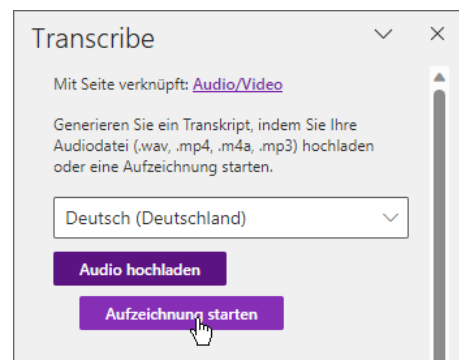 Transcribe
Mit Seite verknüpft: Audio/Video
Generieren Sie ein Transkript, indem Sie Ihre
Audiodatei (.wav, .mp4, .m4a, .mp3) hochladen
oder eine Aufzeichnung starten.
Deutsch (Deutschland)
Audio hochladen
Aufzeichnung starten